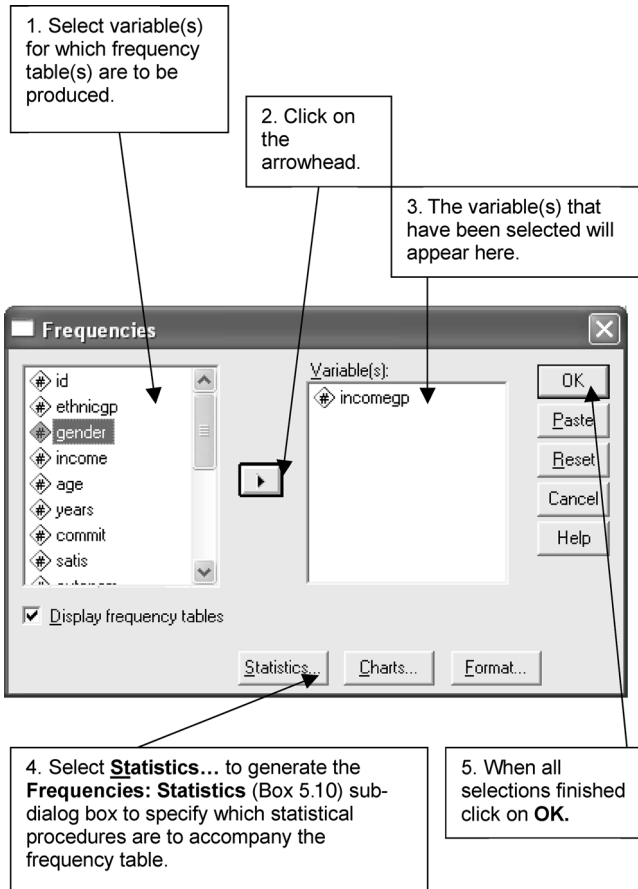 1. Select variable(s)
for which frequency
table(s) are to be
produced.
2. Click on
the
arrowhead.
3. The variable(s) that
have been selected will
appear here.
Frequencies
id
ethnicgp
gender
income
age
years
commit
satis
Variable(s):
incomegp
OK
Paste
Reset
Cancel
Help
Display frequency tables
Statistics...
Charts...
Format...
4. Select Statistics… to generate the
Frequencies: Statistics (Box 5.10) sub-
dialog box to specify which statistical
procedures are to accompany the
frequency table.
5. When all
selections finished
click on OK.